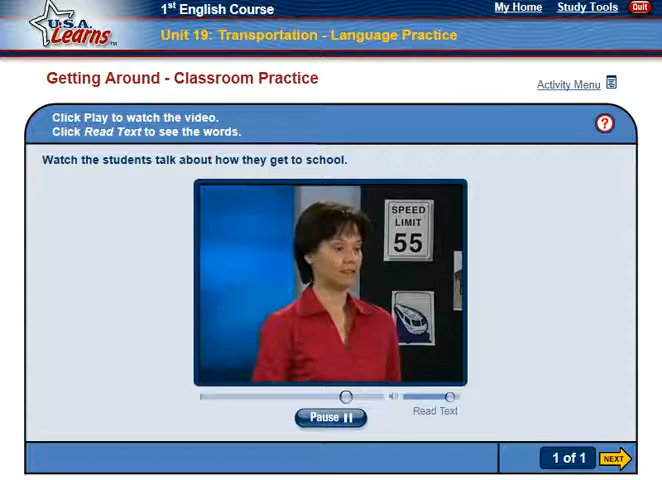 1st English Course
My Home
Study Tools
Quit
U.S.A.
Learns™
Unit 19: Transportation - Language Practice
Getting Around - Classroom Practice
Activity Menu
Click Play to watch the video.
Click Read Text to see the words.
?
Watch the students talk about how they get to school.
SPEED
LIMIT
55
Pause
Read Text
1 of 1
NEXT